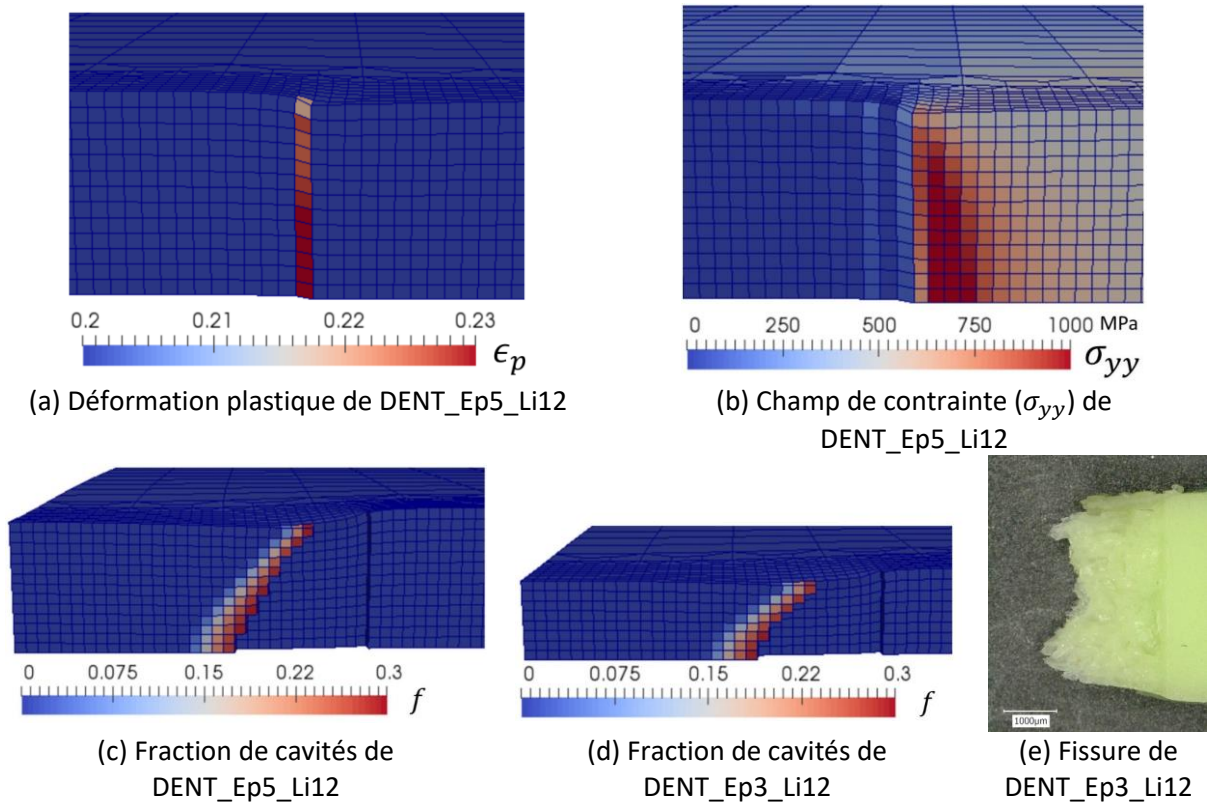 0.2 0.21 0.22 0.23
ϵp
(a) Déformation plastique de DENT_Ep5_Li12
0 250 500 750 1000 MPa
σyy
(b) Champ de contrainte (σyy) de
DENT_Ep5_Li12
0 0.075 0.15 0.22 0.3
f
(c) Fraction de cavités de
DENT_Ep5_Li12
0 0.075 0.15 0.22 0.3
f
(d) Fraction de cavités de
DENT_Ep3_Li12
1000µm
(e) Fissure de
DENT_Ep3_Li12